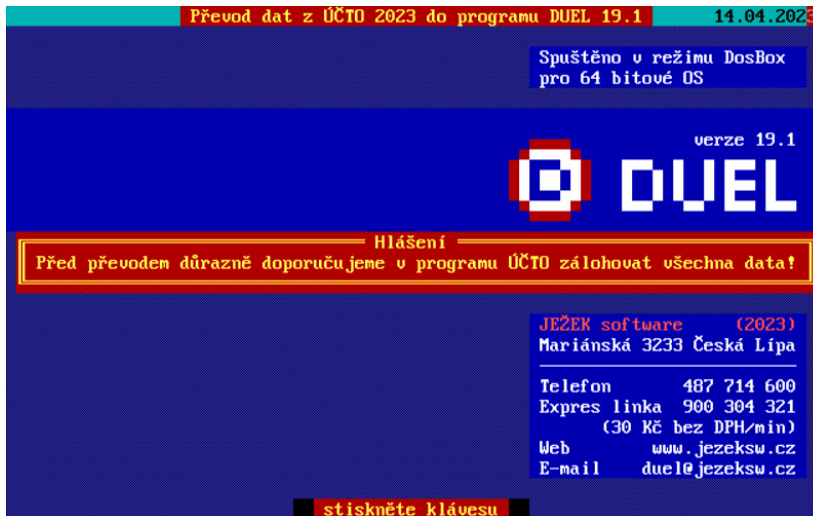 Převod dat z ÚČTO 2023 do programu DUEL 19.1 14.04.2023
Spuštěno v režimu DosBox
pro 64 bitové OS
verze 19.1
DUEL
Hlášení
Před převodem důrazně doporučujeme v programu ÚČTO zálohovat všechna data!
JEŽEK software (2023)
Mariánská 3233 Česká Lípa
Telefon 487 714 600
Expres linka 900 304 321
(30 Kč bez DPH/min)
Web www.jezeksw.cz
E-mail duel@jezeksw.cz
stiskněte klávesu